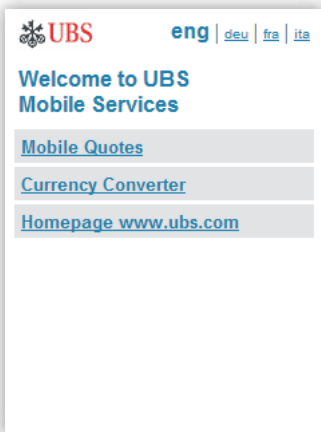 UBS
eng | deu | fra | ita
Welcome to UBS
Mobile Services
Mobile Quotes
Currency Converter
Homepage www.ubs.com